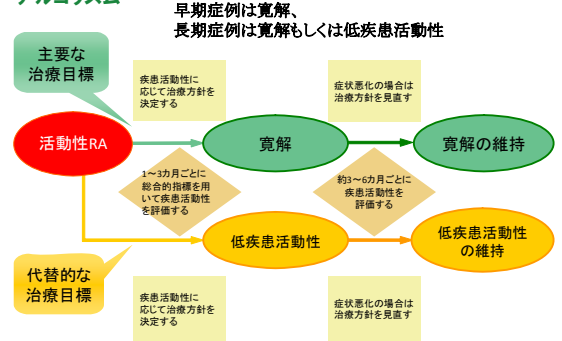 アルゴリズム
早期症例は寛解、
長期症例は寛解もしくは低疾患活動性
主要な
治療目標
疾患活動性に
応じて治療方針を
決定する
症状悪化の場合は
治療方針を見直す
活動性RA
寛解
寛解の維持
1~3カ月ごとに
総合的指標を用
いて疾患活動性
を評価する
約3~6カ月ごとに
疾患活動性を
評価する
低疾患活動性
低疾患活動性
の維持
代替的な
治療目標
疾患活動性に
応じて治療方針を
決定する
症状悪化の場合は
治療方針を見直す